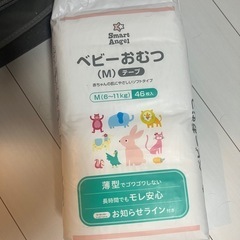 Smart
Angel
ベビーおむつ
(M) テープ
赤ちゃんの肌にやさしいソフトタイプ
M(6~11kg) 46枚入
薄型でゴワゴワしない
長時間でもモレ安心
お知らせライン付き